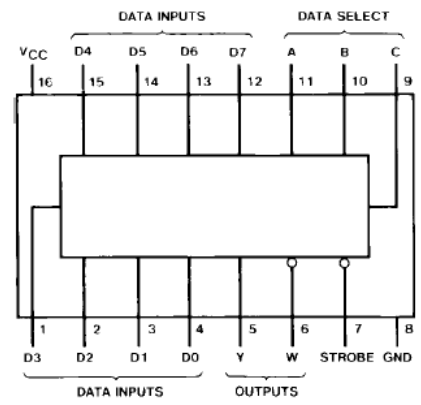 DATA INPUTS DATA SELECT
VCC D4 D5 D6 D7 A B C
16 15 14 13 12 11 10 9
1 2 3 4 5 6 7 8
D3 D2 D1 D0 Y W STROBE GND
DATA INPUTS OUTPUTS